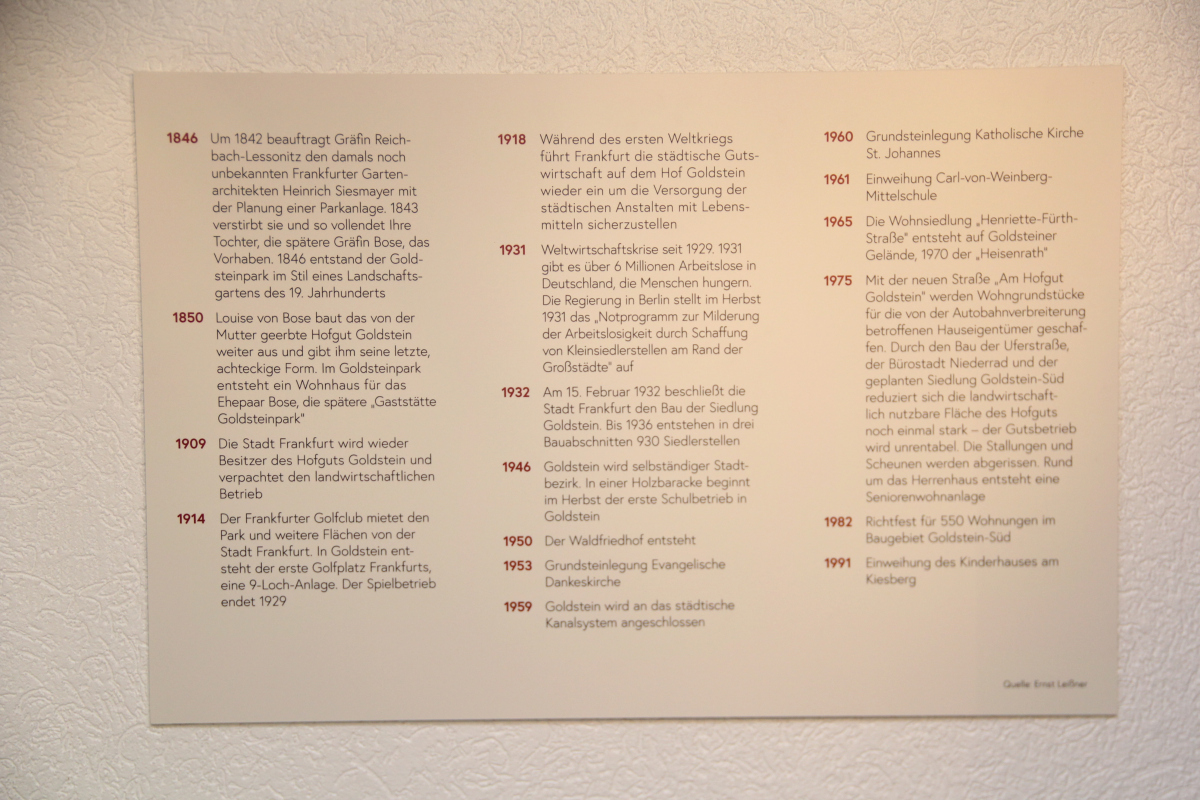 1846 Um 1842 beauftragt Gräfin Reich-
bach-Lessonitz den damals noch
unbekannten Frankfurter Garten-
architekten Heinrich Siesmayer mit
der Planung einer Parkanlage. 1843
verstirbt sie und so vollendet Ihre
Tochter, die spätere Gräfin Bose, das
Vorhaben. 1846 entstand der Gold-
steinpark im Stil eines Landschafts-
gartens des 19. Jahrhunderts
1850 Louise von Bose baut das von der
Mutter geerbte Hofgut Goldstein
weiter aus und gibt ihm seine letzte,
achteckige Form. Im Goldsteinpark
entsteht ein Wohnhaus für das
Ehepaar Bose, die spätere „Gaststätte
Goldsteinpark"
1909 Die Stadt Frankfurt wird wieder
Besitzer des Hofguts Goldstein und
verpachtet den landwirtschaftlichen
Betrieb
1914 Der Frankfurter Golfclub mietet den
Park und weitere Flächen von der
Stadt Frankfurt. In Goldstein ent-
steht der erste Golfplatz Frankfurts,
eine 9-Loch-Anlage. Der Spielbetrieb
endet 1929
1918 Während des ersten Weltkriegs
führt Frankfurt die städtische Guts-
wirtschaft auf dem Hof Goldstein
wieder ein um die Versorgung der
städtischen Anstalten mit Lebens-
mitteln sicherzustellen
1931 Weltwirtschaftskrise seit 1929. 1931
gibt es über 6 Millionen Arbeitslose in
Deutschland, die Menschen hungern.
Die Regierung in Berlin stellt im Herbst
1931 das „Notprogramm zur Milderung
der Arbeitslosigkeit durch Schaffung
von Kleinsiedlerstellen am Rand der
Großstädte" auf
1932 Am 15. Februar 1932 beschließt die
Stadt Frankfurt den Bau der Siedlung
Goldstein. Bis 1936 entstehen in drei
Bauabschnitten 930 Siedlerstellen
1946 Goldstein wird selbständiger Stadt-
bezirk. In einer Holzbaracke beginnt
im Herbst der erste Schulbetrieb in
Goldstein
1950 Der Waldfriedhof entsteht
1953 Grundsteinlegung Evangelische
Dankeskirche
1959 Goldstein wird an das städtische
Kanalsystem angeschlossen
1960 Grundsteinlegung Katholische Kirche
St. Johannes
1961 Einweihung Carl-von-Weinberg-
Mittelschule
1965 Die Wohnsiedlung „Henriette-Fürth-
Straße" entsteht auf Goldsteiner
Gelände, 1970 der „Heisenrath"
1975 Mit der neuen Straße „Am Hofgut
Goldstein" werden Wohngrundstücke
für die von der Autobahnverbreiterung
betroffenen Hauseigentümer geschaf-
fen. Durch den Bau der Uferstraße,
der Bürostadt Niederrad und der
geplanten Siedlung Goldstein-Süd
reduziert sich die landwirtschaft-
lich nutzbare Fläche des Hofguts
noch einmal stark – der Gutsbetrieb
wird unrentabel. Die Stallungen und
Scheunen werden abgerissen. Rund
um das Herrenhaus entsteht eine
Seniorenwohnanlage
1982 Richtfest für 550 Wohnungen im
Baugebiet Goldstein-Süd
1991 Einweihung des Kinderhauses am
Kiesberg
Quelle: Ernst Leißner